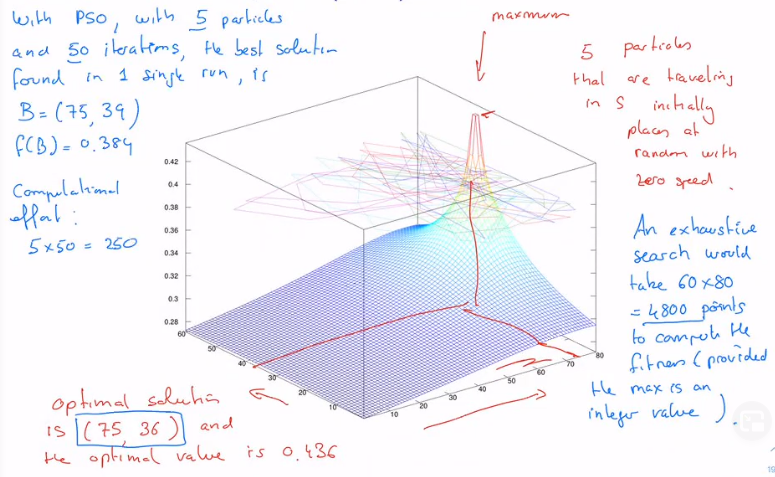 With PSO, with 5 particles
and 50 iterations, the best solution
found in 1 single run, is
B = (75, 39)
f(B) = 0.384
Computational
effort:
5×50 = 250
maximum
5 particles
that are traveling
in S initially
places at
random with
zero speed.
An exhaustive
search would
take 60×80
= 4800 points
to compute the
fitness (provided
the max is an
integer value).
0.42
0.4
0.38
0.36
0.34
0.32
0.3
0.28
60
50
40
30
20
10
10
20
30
40
50
60
70
80
optimal solution
is (75, 36) and
the optimal value is 0.436
19